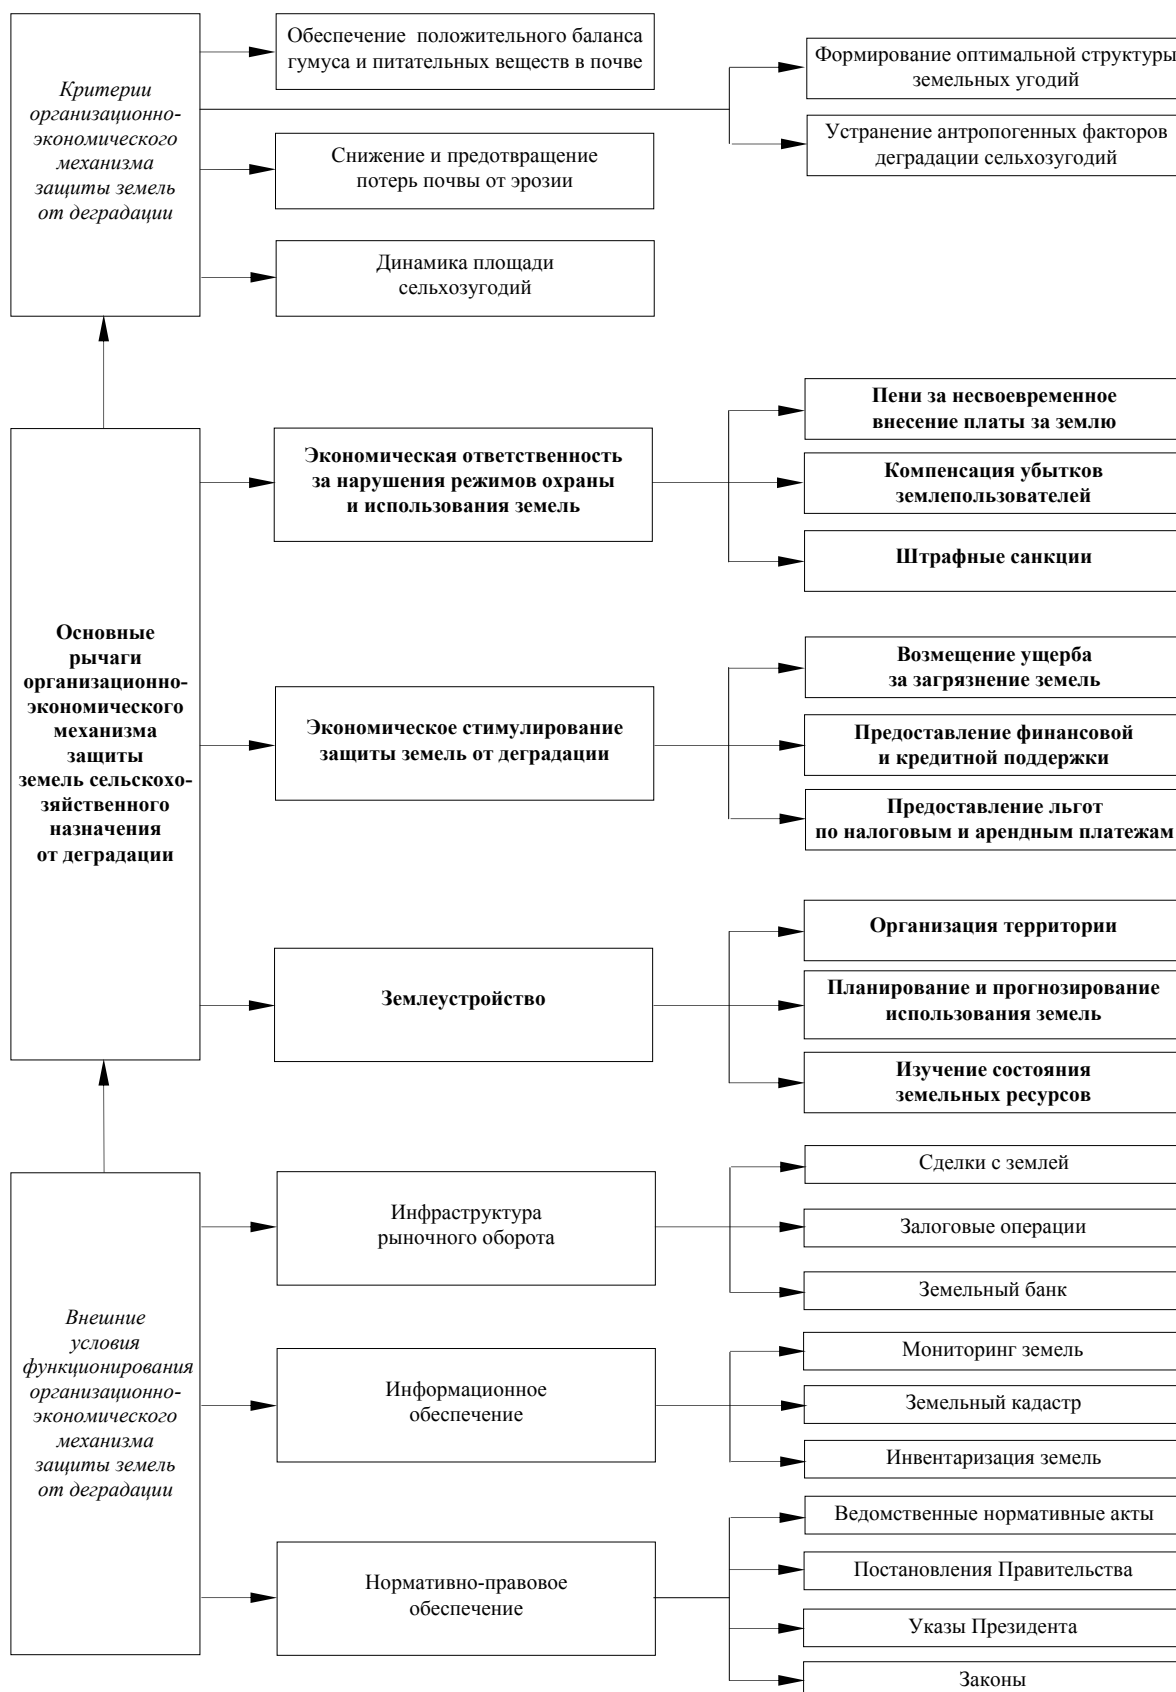 Критерии
организационно-
экономического
механизма
защиты земель
от деградации
Обеспечение положительного баланса
гумуса и питательных веществ в почве
Формирование оптимальной структуры
земельных угодий
Устранение антропогенных факторов
деградации сельхозугодий
Снижение и предотвращение
потерь почвы от эрозии
Динамика площади
сельхозугодий
Основные
рычаги
организационно-
экономического
механизма
защиты
земель сельскохо-
зяйственного
назначения
от деградации
Экономическая ответственность
за нарушения режимов охраны
и использования земель
Пени за несвоевременное
внесение платы за землю
Компенсация убытков
землепользователей
Штрафные санкции
Экономическое стимулирование
защиты земель от деградации
Возмещение ущерба
за загрязнение земель
Предоставление финансовой
и кредитной поддержки
Предоставление льгот
по налоговым и арендным платежам
Землеустройство
Организация территории
Планирование и прогнозирование
использования земель
Изучение состояния
земельных ресурсов
Внешние
условия
функционирования
организационно-
экономического
механизма
защиты земель
от деградации
Инфраструктура
рыночного оборота
Сделки с землей
Залоговые операции
Земельный банк
Информационное
обеспечение
Мониторинг земель
Земельный кадастр
Инвентаризация земель
Нормативно-правовое
обеспечение
Ведомственные нормативные акты
Постановления Правительства
Указы Президента
Законы